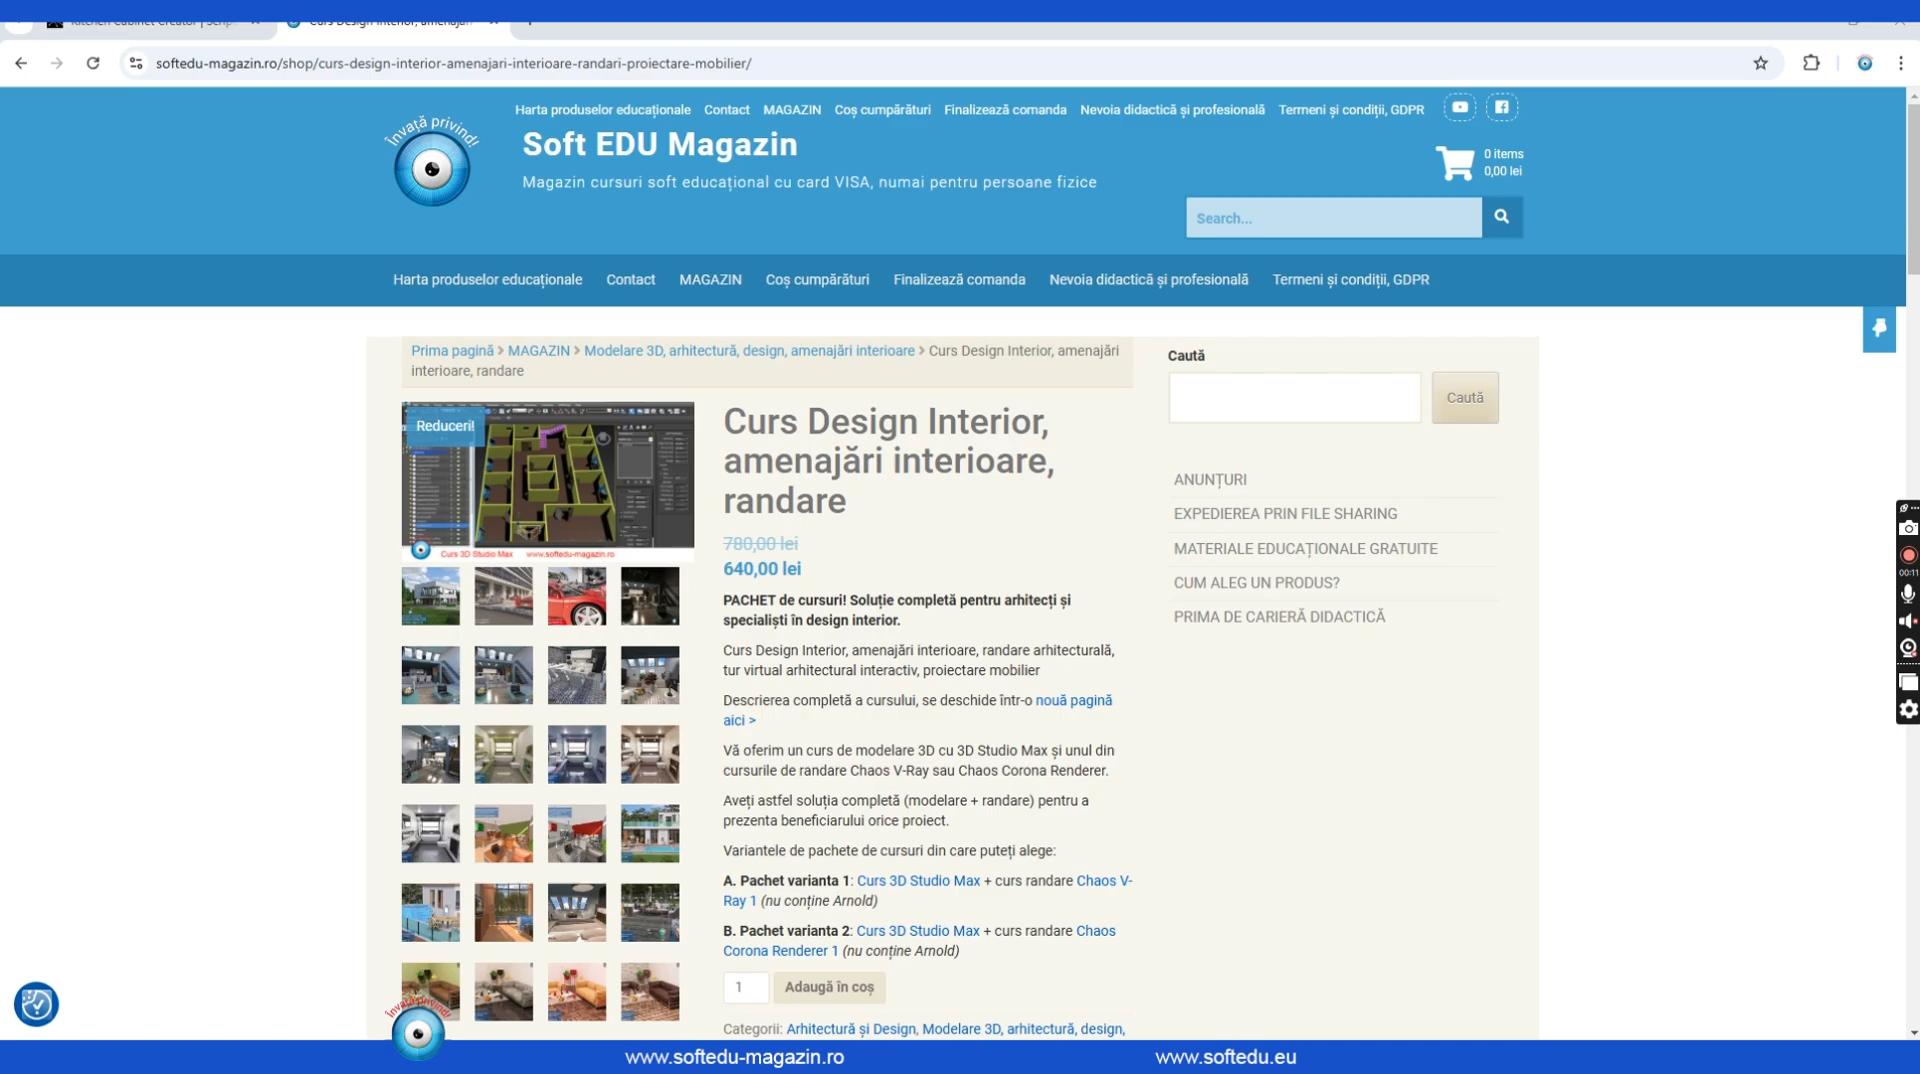 softedu-magazin.ro/shop/curs-design-interior-amenajari-interioare-randari-proiectare-mobilier/
Harta produselor educaționale Contact MAGAZIN Coș cumpărături Finalizează comanda Nevoia didactică și profesională Termeni și condiții, GDPR
Învață privind!
Soft EDU Magazin
Magazin cursuri soft educațional cu card VISA, numai pentru persoane fizice
0 items
0,00 lei
Search...
Harta produselor educaționale Contact MAGAZIN Coș cumpărături Finalizează comanda Nevoia didactică și profesională Termeni și condiții, GDPR
Prima pagină > MAGAZIN > Modelare 3D, arhitectură, design, amenajări interioare > Curs Design Interior, amenajări
interioare, randare
Reduceri!
Curs 3D Studio Max www.softedu-magazin.ro
Curs Design Interior,
amenajări interioare,
randare
780,00 lei
640,00 lei
PACHET de cursuri! Soluție completă pentru arhitecți și
specialiști în design interior.
Curs Design Interior, amenajări interioare, randare arhitecturală,
tur virtual arhitectural interactiv, proiectare mobilier
Descrierea completă a cursului, se deschide într-o nouă pagină
aici >
Vă oferim un curs de modelare 3D cu 3D Studio Max și unul din
cursurile de randare Chaos V-Ray sau Chaos Corona Renderer.
Aveți astfel soluția completă (modelare + randare) pentru a
prezenta beneficiarului orice proiect.
Variantele de pachete de cursuri din care puteți alege:
A. Pachet varianta 1: Curs 3D Studio Max + curs randare Chaos V-
Ray 1 (nu conține Arnold)
B. Pachet varianta 2: Curs 3D Studio Max + curs randare Chaos
Corona Renderer 1 (nu conține Arnold)
1 Adaugă în coș
Categorii: Arhitectură și Design, Modelare 3D, arhitectură, design,
Caută
Caută
ANUNȚURI
EXPEDIEREA PRIN FILE SHARING
MATERIALE EDUCAȚIONALE GRATUITE
CUM ALEG UN PRODUS?
PRIMA DE CARIERĂ DIDACTICĂ
00:11
Învață privind!
www.softedu-magazin.ro www.softedu.eu